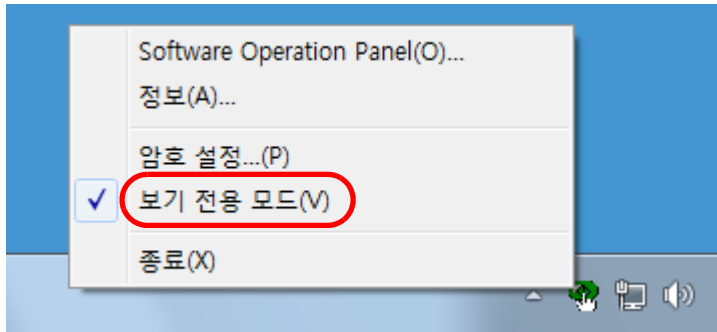 Software Operation Panel(O)...
정보(A)...
암호 설정...(P)
보기 전용 모드(V)
종료(X)